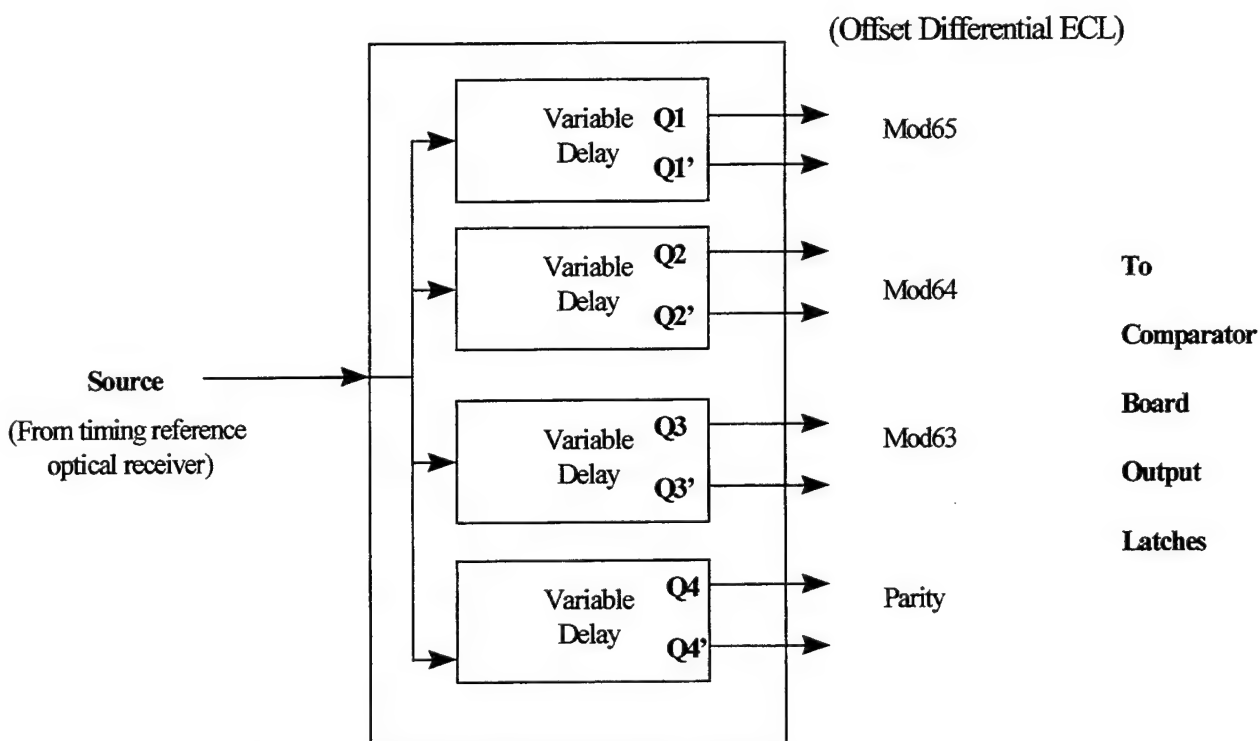 (Offset Differential ECL)
Variable
Delay
Q1
Q1’
Mod65
Variable
Delay
Q2
Q2’
Mod64
Source
(From timing reference
optical receiver)
Variable
Delay
Q3
Q3’
Mod63
Variable
Delay
Q4
Q4’
Parity
To
Comparator
Board
Output
Latches